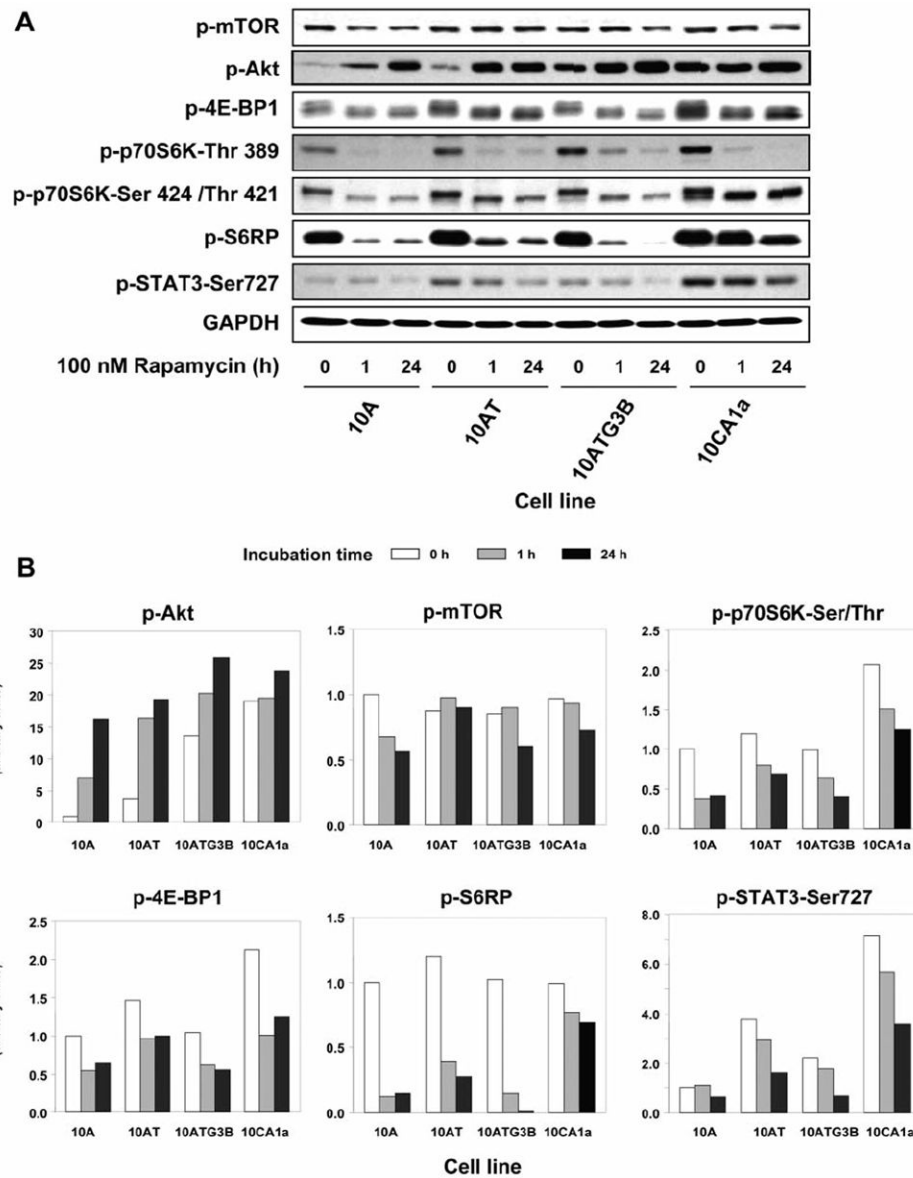 A
p-mTOR
p-Akt
p-4E-BP1
p-p70S6K-Thr 389
p-p70S6K-Ser 424 /Thr 421
p-S6RP
p-STAT3-Ser727
GAPDH
100 nM Rapamycin (h) 0 1 24 0 1 24 0 1 24 0 1 24
10A 10AT 10ATG3B 10CA1a
Cell line
B
Incubation time 0 h 1 h 24 h
p-Akt p-mTOR p-p70S6K-Ser/Thr
30
25
20
15
10
5
0
10A 10AT 10ATG3B 10CA1a
1.5
1.0
0.5
0.0
10A 10AT 10ATG3B 10CA1a
2.5
2.0
1.5
1.0
0.5
0.0
10A 10AT 10ATG3B 10CA1a
p-4E-BP1 p-S6RP p-STAT3-Ser727
2.5
2.0
1.5
1.0
0.5
0.0
10A 10AT 10ATG3B 10CA1a
1.5
1.0
0.5
0.0
10A 10AT 10ATG3B 10CA1a
8.0
6.0
4.0
2.0
0.0
10A 10AT 10ATG3B 10CA1a
Cell line